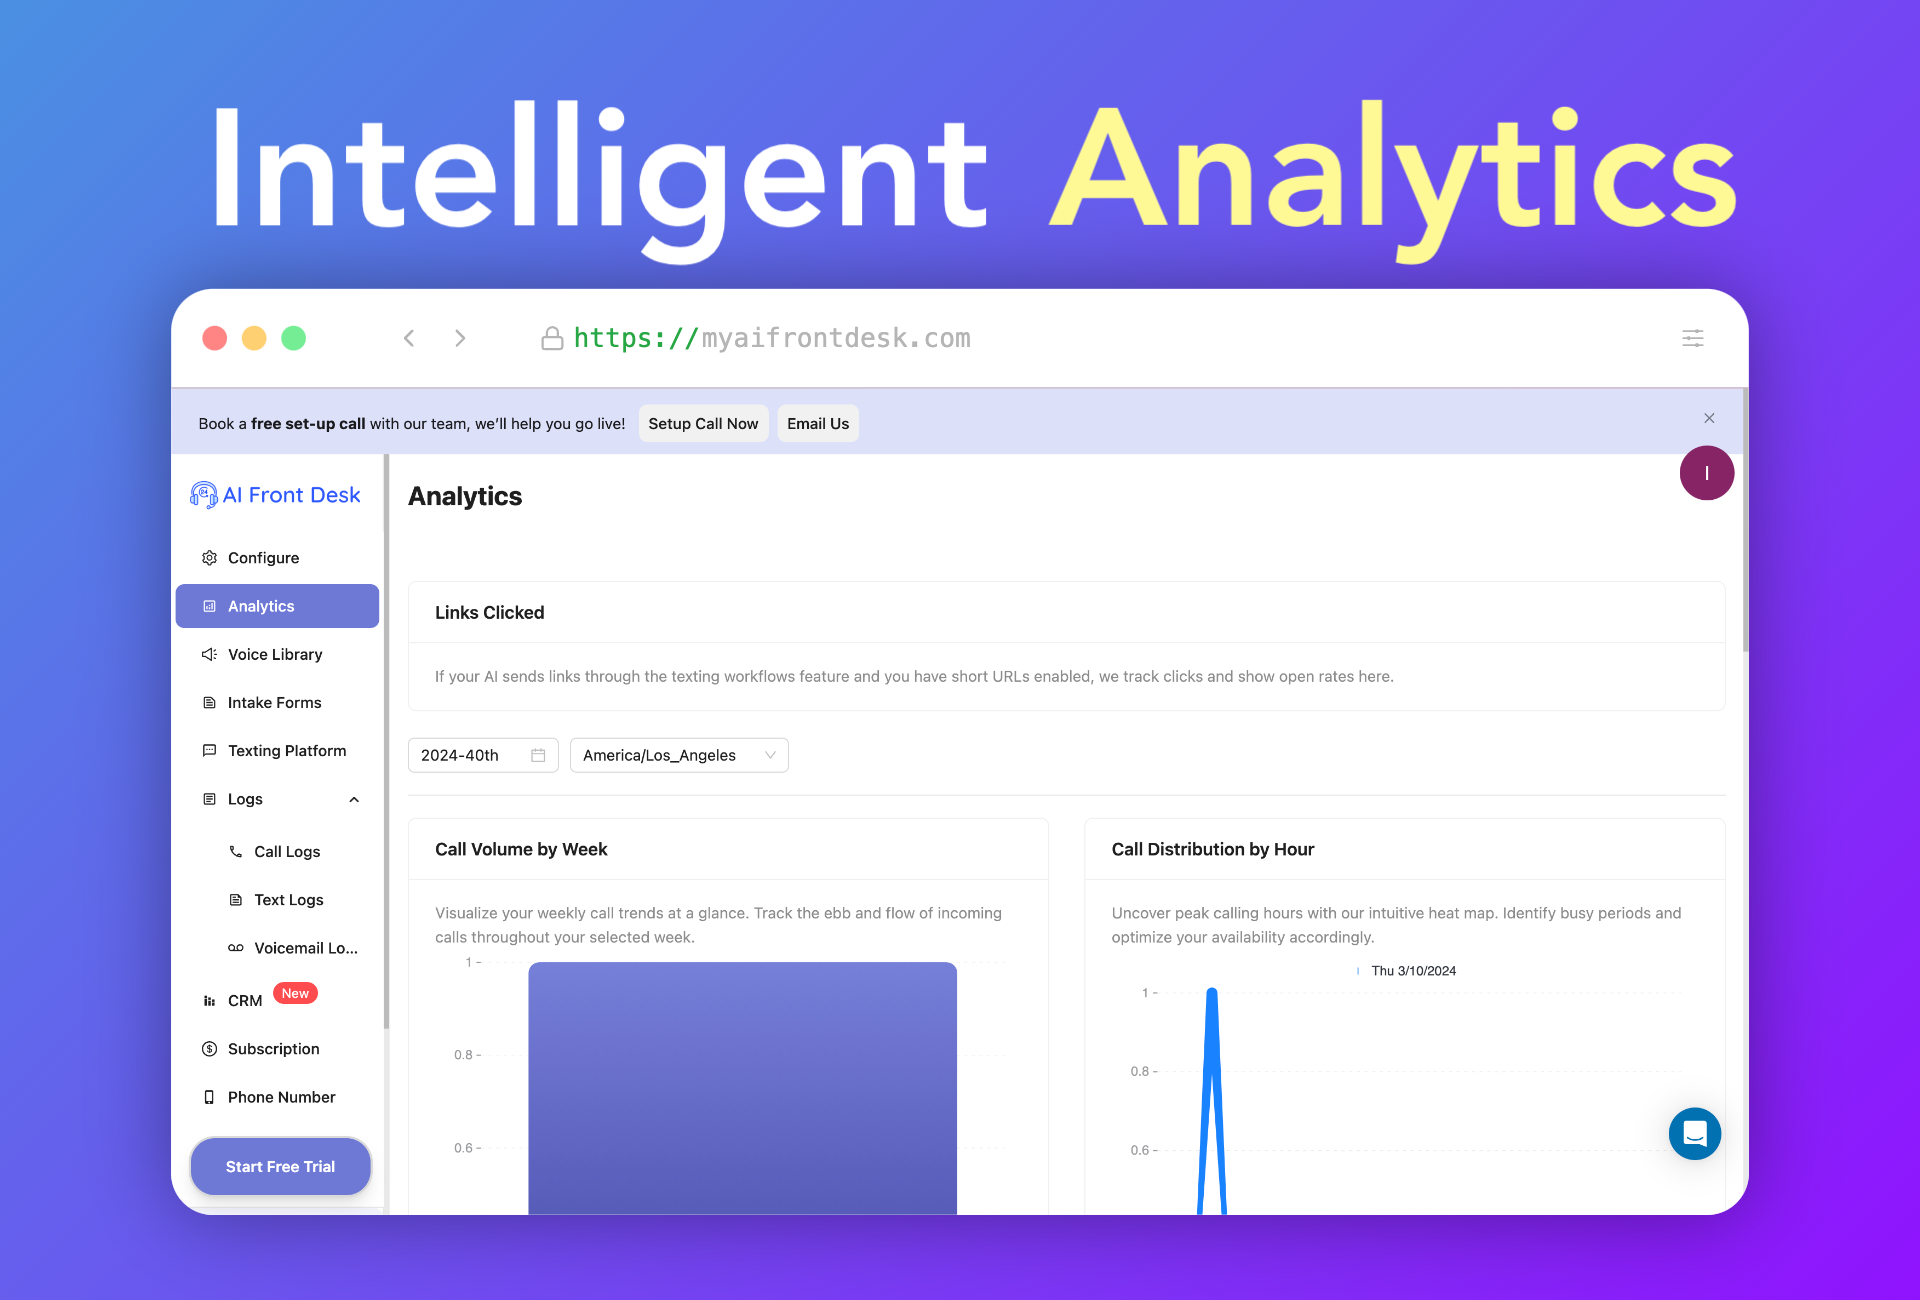 Intelligent Analytics
https://myaifrontdesk.com
Book a free set-up call with our team, we'll help you go live!
Setup Call Now
Email Us
I
AI Front Desk
Configure
Analytics
Voice Library
Intake Forms
Texting Platform
Logs
Call Logs
Text Logs
Voicemail Lo...
CRM
New
Subscription
Phone Number
Start Free Trial
Analytics
Links Clicked
If your AI sends links through the texting workflows feature and you have short URLs enabled, we track clicks and show open rates here.
2024-40th
America/Los_Angeles
Call Volume by Week
Visualize your weekly call trends at a glance. Track the ebb and flow of incoming
calls throughout your selected week.
1
0.8
0.6
Call Distribution by Hour
Uncover peak calling hours with our intuitive heat map. Identify busy periods and
optimize your availability accordingly.
Thu 3/10/2024
1
0.8
0.6